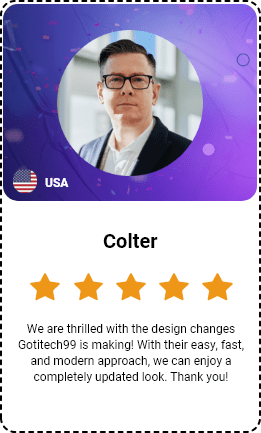 USA
Colter
We are thrilled with the design changes
Gotitech99 is making! With their easy, fast,
and modern approach, we can enjoy a
completely updated look. Thank you!